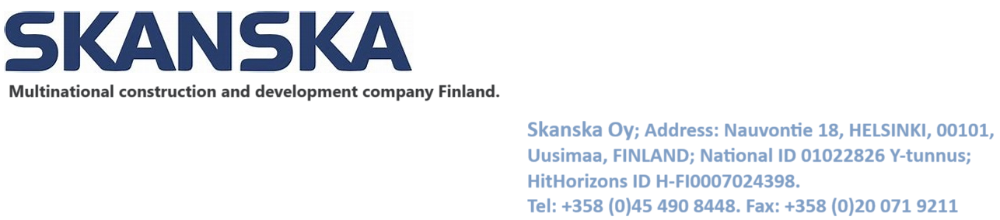 SKANSKA
Multinational construction and development company Finland.
Skanska Oy; Address: Nauvontie 18, HELSINKI, 00101,
Uusimaa, FINLAND; National ID 01022826 Y-tunnus;
HitHorizons ID H-FI0007024398.
Tel: +358 (0)45 490 8448. Fax: +358 (0)20 071 9211